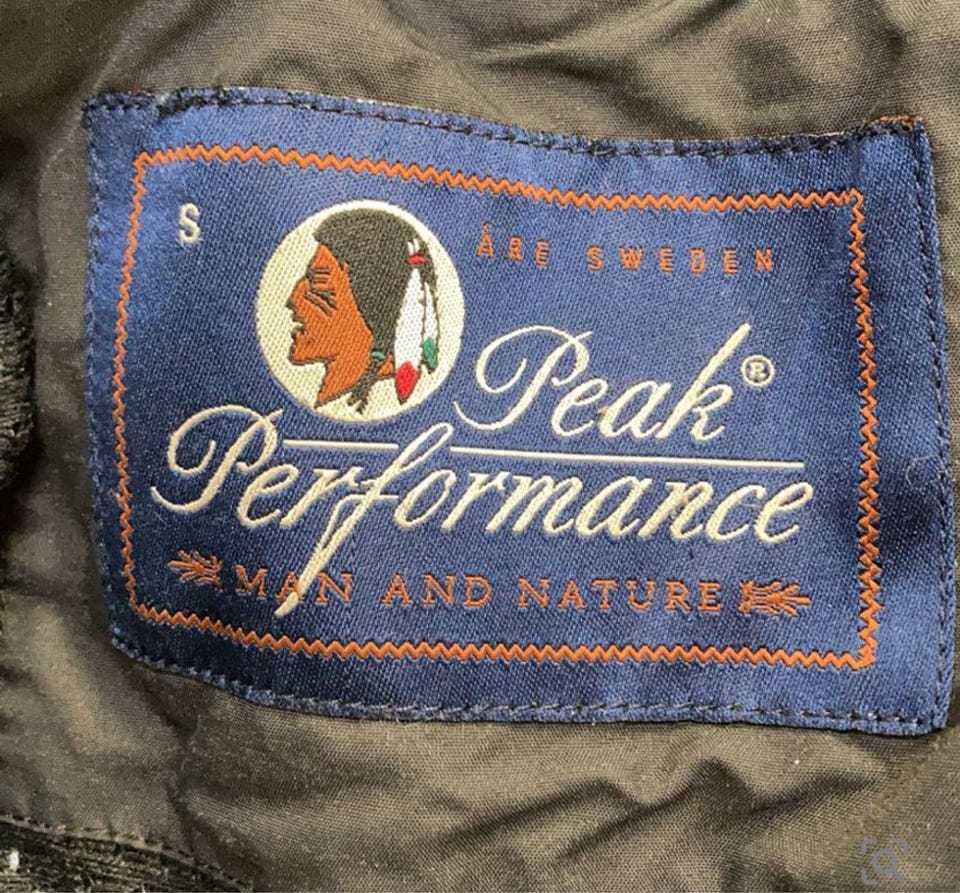 S
ÅRE SWEDEN
Peak®
Performance
MAN AND NATURE